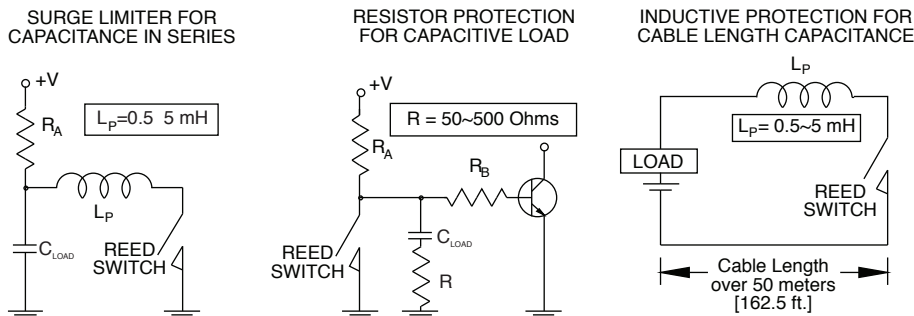 SURGE LIMITER FOR
CAPACITANCE IN SERIES
+V
RA
LP=0.5 5 mH
LP
CLOAD
REED
SWITCH
RESISTOR PROTECTION
FOR CAPACITIVE LOAD
+V
R = 50~500 Ohms
RA
RB
REED
SWITCH
CLOAD
R
INDUCTIVE PROTECTION FOR
CABLE LENGTH CAPACITANCE
LP
LP= 0.5~5 mH
LOAD
REED
SWITCH
Cable Length
over 50 meters
[162.5 ft.]